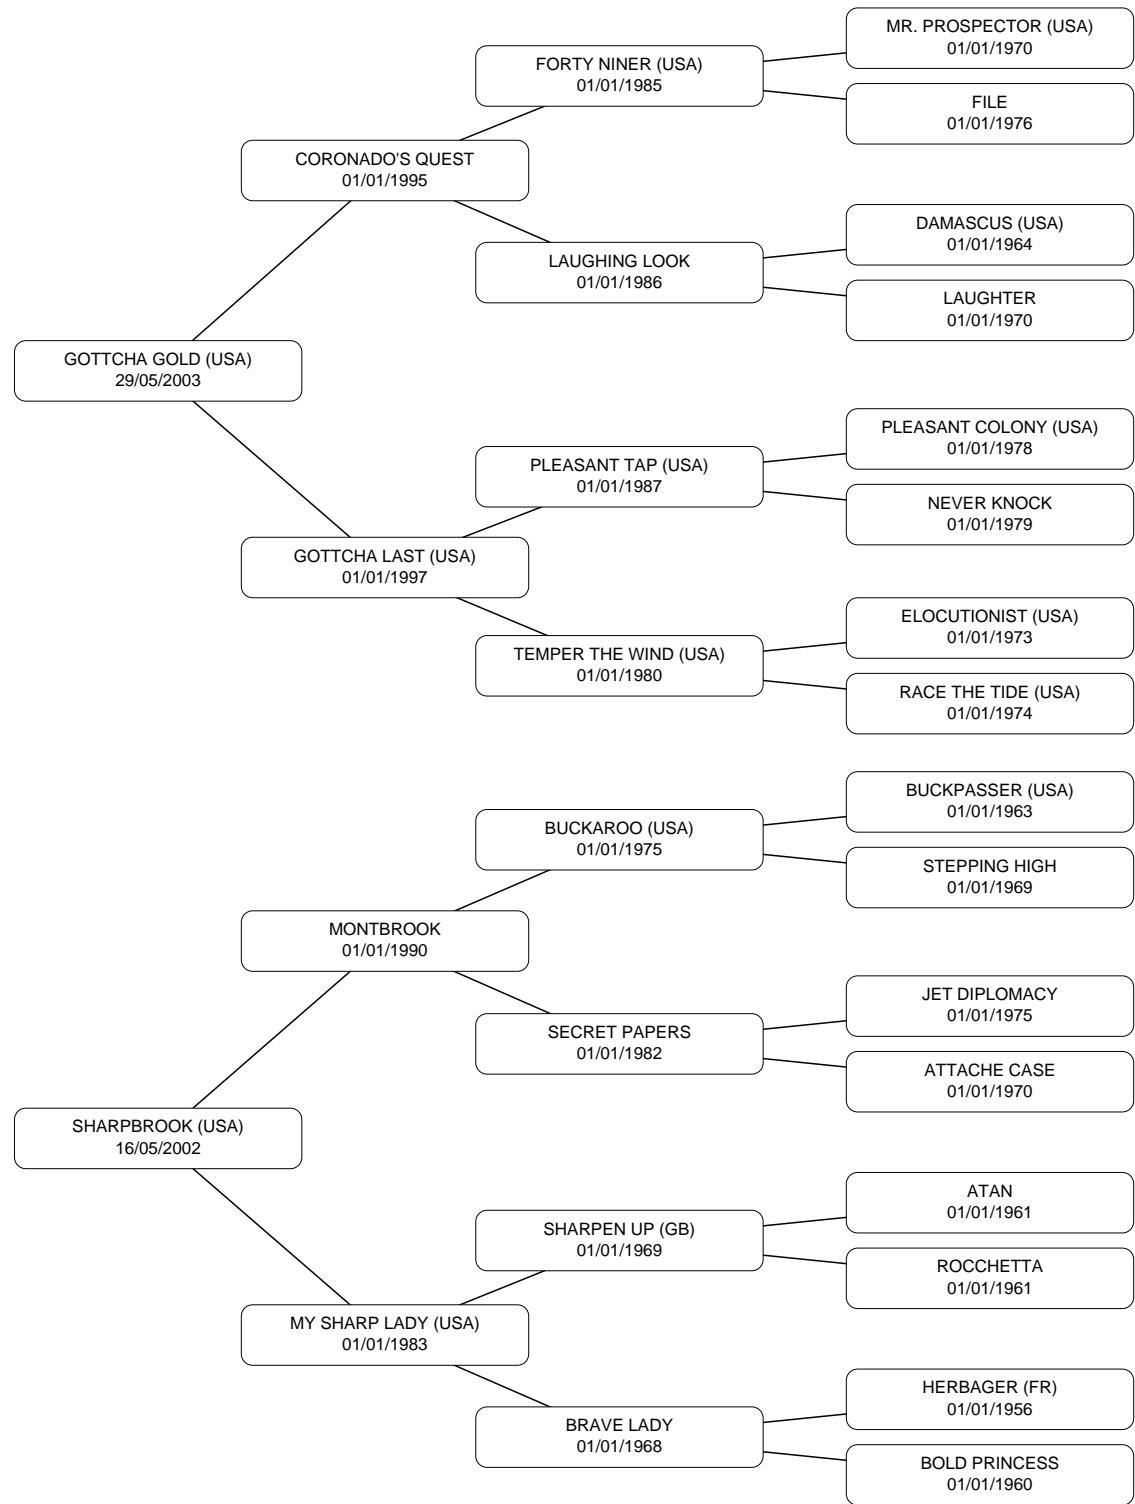 MR. PROSPECTOR (USA)
01/01/1970
FORTY NINER (USA)
01/01/1985
FILE
01/01/1976
CORONADO'S QUEST
01/01/1995
DAMASCUS (USA)
01/01/1964
LAUGHING LOOK
01/01/1986
LAUGHTER
01/01/1970
GOTTCHA GOLD (USA)
29/05/2003
PLEASANT COLONY (USA)
01/01/1978
PLEASANT TAP (USA)
01/01/1987
NEVER KNOCK
01/01/1979
GOTTCHA LAST (USA)
01/01/1997
ELOCUTIONIST (USA)
01/01/1973
TEMPER THE WIND (USA)
01/01/1980
RACE THE TIDE (USA)
01/01/1974
BUCKPASSER (USA)
01/01/1963
BUCKAROO (USA)
01/01/1975
STEPPING HIGH
01/01/1969
MONTBROOK
01/01/1990
JET DIPLOMACY
01/01/1975
SECRET PAPERS
01/01/1982
ATTACHE CASE
01/01/1970
SHARPBROOK (USA)
16/05/2002
ATAN
01/01/1961
SHARPEN UP (GB)
01/01/1969
ROCCHETTA
01/01/1961
MY SHARP LADY (USA)
01/01/1983
HERBAGER (FR)
01/01/1956
BRAVE LADY
01/01/1968
BOLD PRINCESS
01/01/1960